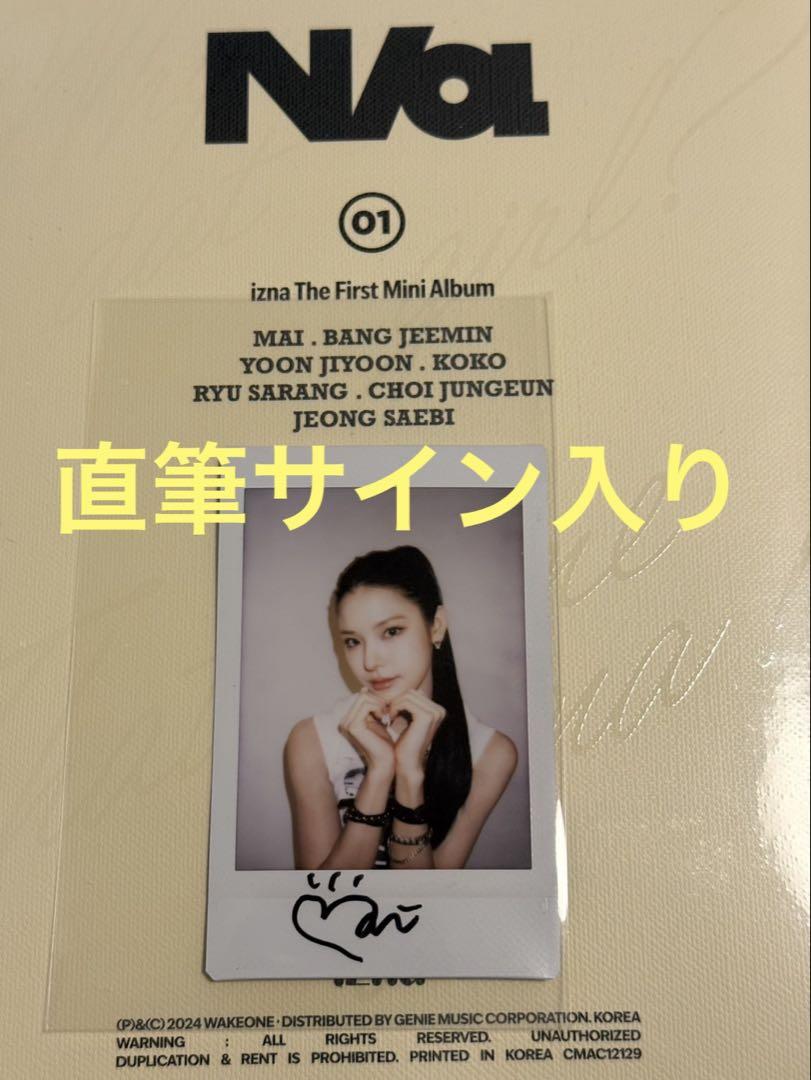 N/a
01
izna The First Mini Album
MAI . BANG JEEMIN
YOON JIYOON . KOKO
RYU SARANG . CHOI JUNGEUN
JEONG SAEBI
直筆サイン入り
Mai
izna
(P)&(C) 2024 WAKEONE · DISTRIBUTED BY GENIE MUSIC CORPORATION. KOREA
WARNING : ALL RIGHTS RESERVED. UNAUTHORIZED
DUPLICATION & RENT IS PROHIBITED. PRINTED IN KOREA CMAC12129